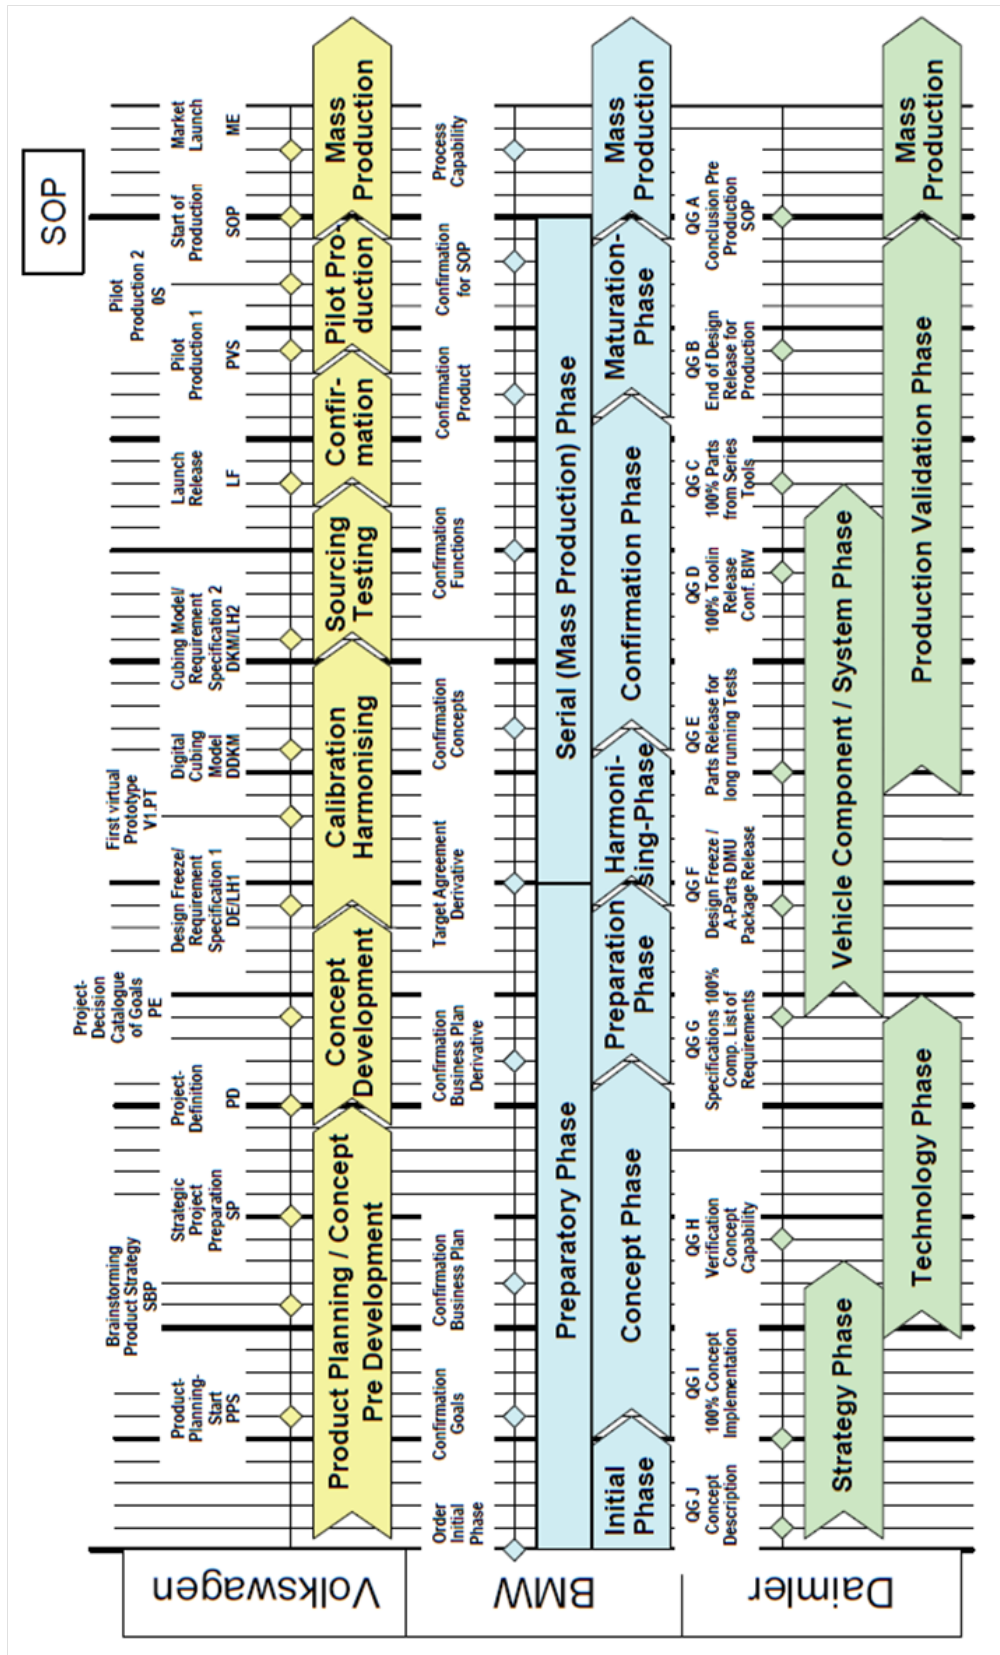 SOP
Volkswagen
Product-
Planning-
Start
PPS
Brainstorming
Product Strategy
SBP
Strategic
Project
Preparation
SP
Project-
Definition
PD
Project-
Decision
Catalogue
of Goals
PE
Design Freeze/
Requirement
Specification 1
DE/LH1
First virtual
Prototype
V1.PT
Digital
Cubing
Model
DDKM
Cubing Model/
Requirement
Specification 2
DKM/LH2
Launch
Release
LF
Pilot
Production 1
PVS
Pilot
Production 2
0S
Start of
Production
SOP
Market
Launch
ME
Product Planning / Concept
Pre Development
Concept
Development
Calibration
Harmonising
Sourcing
Testing
Confir-
mation
Pilot Pro-
duction
Mass
Production
BMW
Order
Initial
Phase
Confirmation
Goals
Confirmation
Business Plan
Confirmation
Business Plan
Derivative
Target Agreement
Derivative
Confirmation
Concepts
Confirmation
Functions
Confirmation
Product
Confirmation
for SOP
Process
Capability
Preparatory Phase
Serial (Mass Production) Phase
Initial
Phase
Concept Phase
Preparation
Phase
Harmoni-
sing-Phase
Confirmation Phase
Maturation-
Phase
Mass
Production
Daimler
QG J
Concept
Description
QG I
100% Concept
Implementation
QG H
Verification
Concept
Capability
QG G
Specifications 100%
Comp. List of
Requirements
QG F
Design Freeze /
A-Parts DMU
Package Release
QG E
Parts Release for
long running Tests
QG D
100% Toolin
Release
Conf. BIW
QG C
100% Parts
from Series
Tools
QG B
End of Design
Release for
Production
QG A
Conclusion Pre
Production
SOP
Strategy Phase
Technology Phase
Vehicle Component / System Phase
Production Validation Phase
Mass
Production